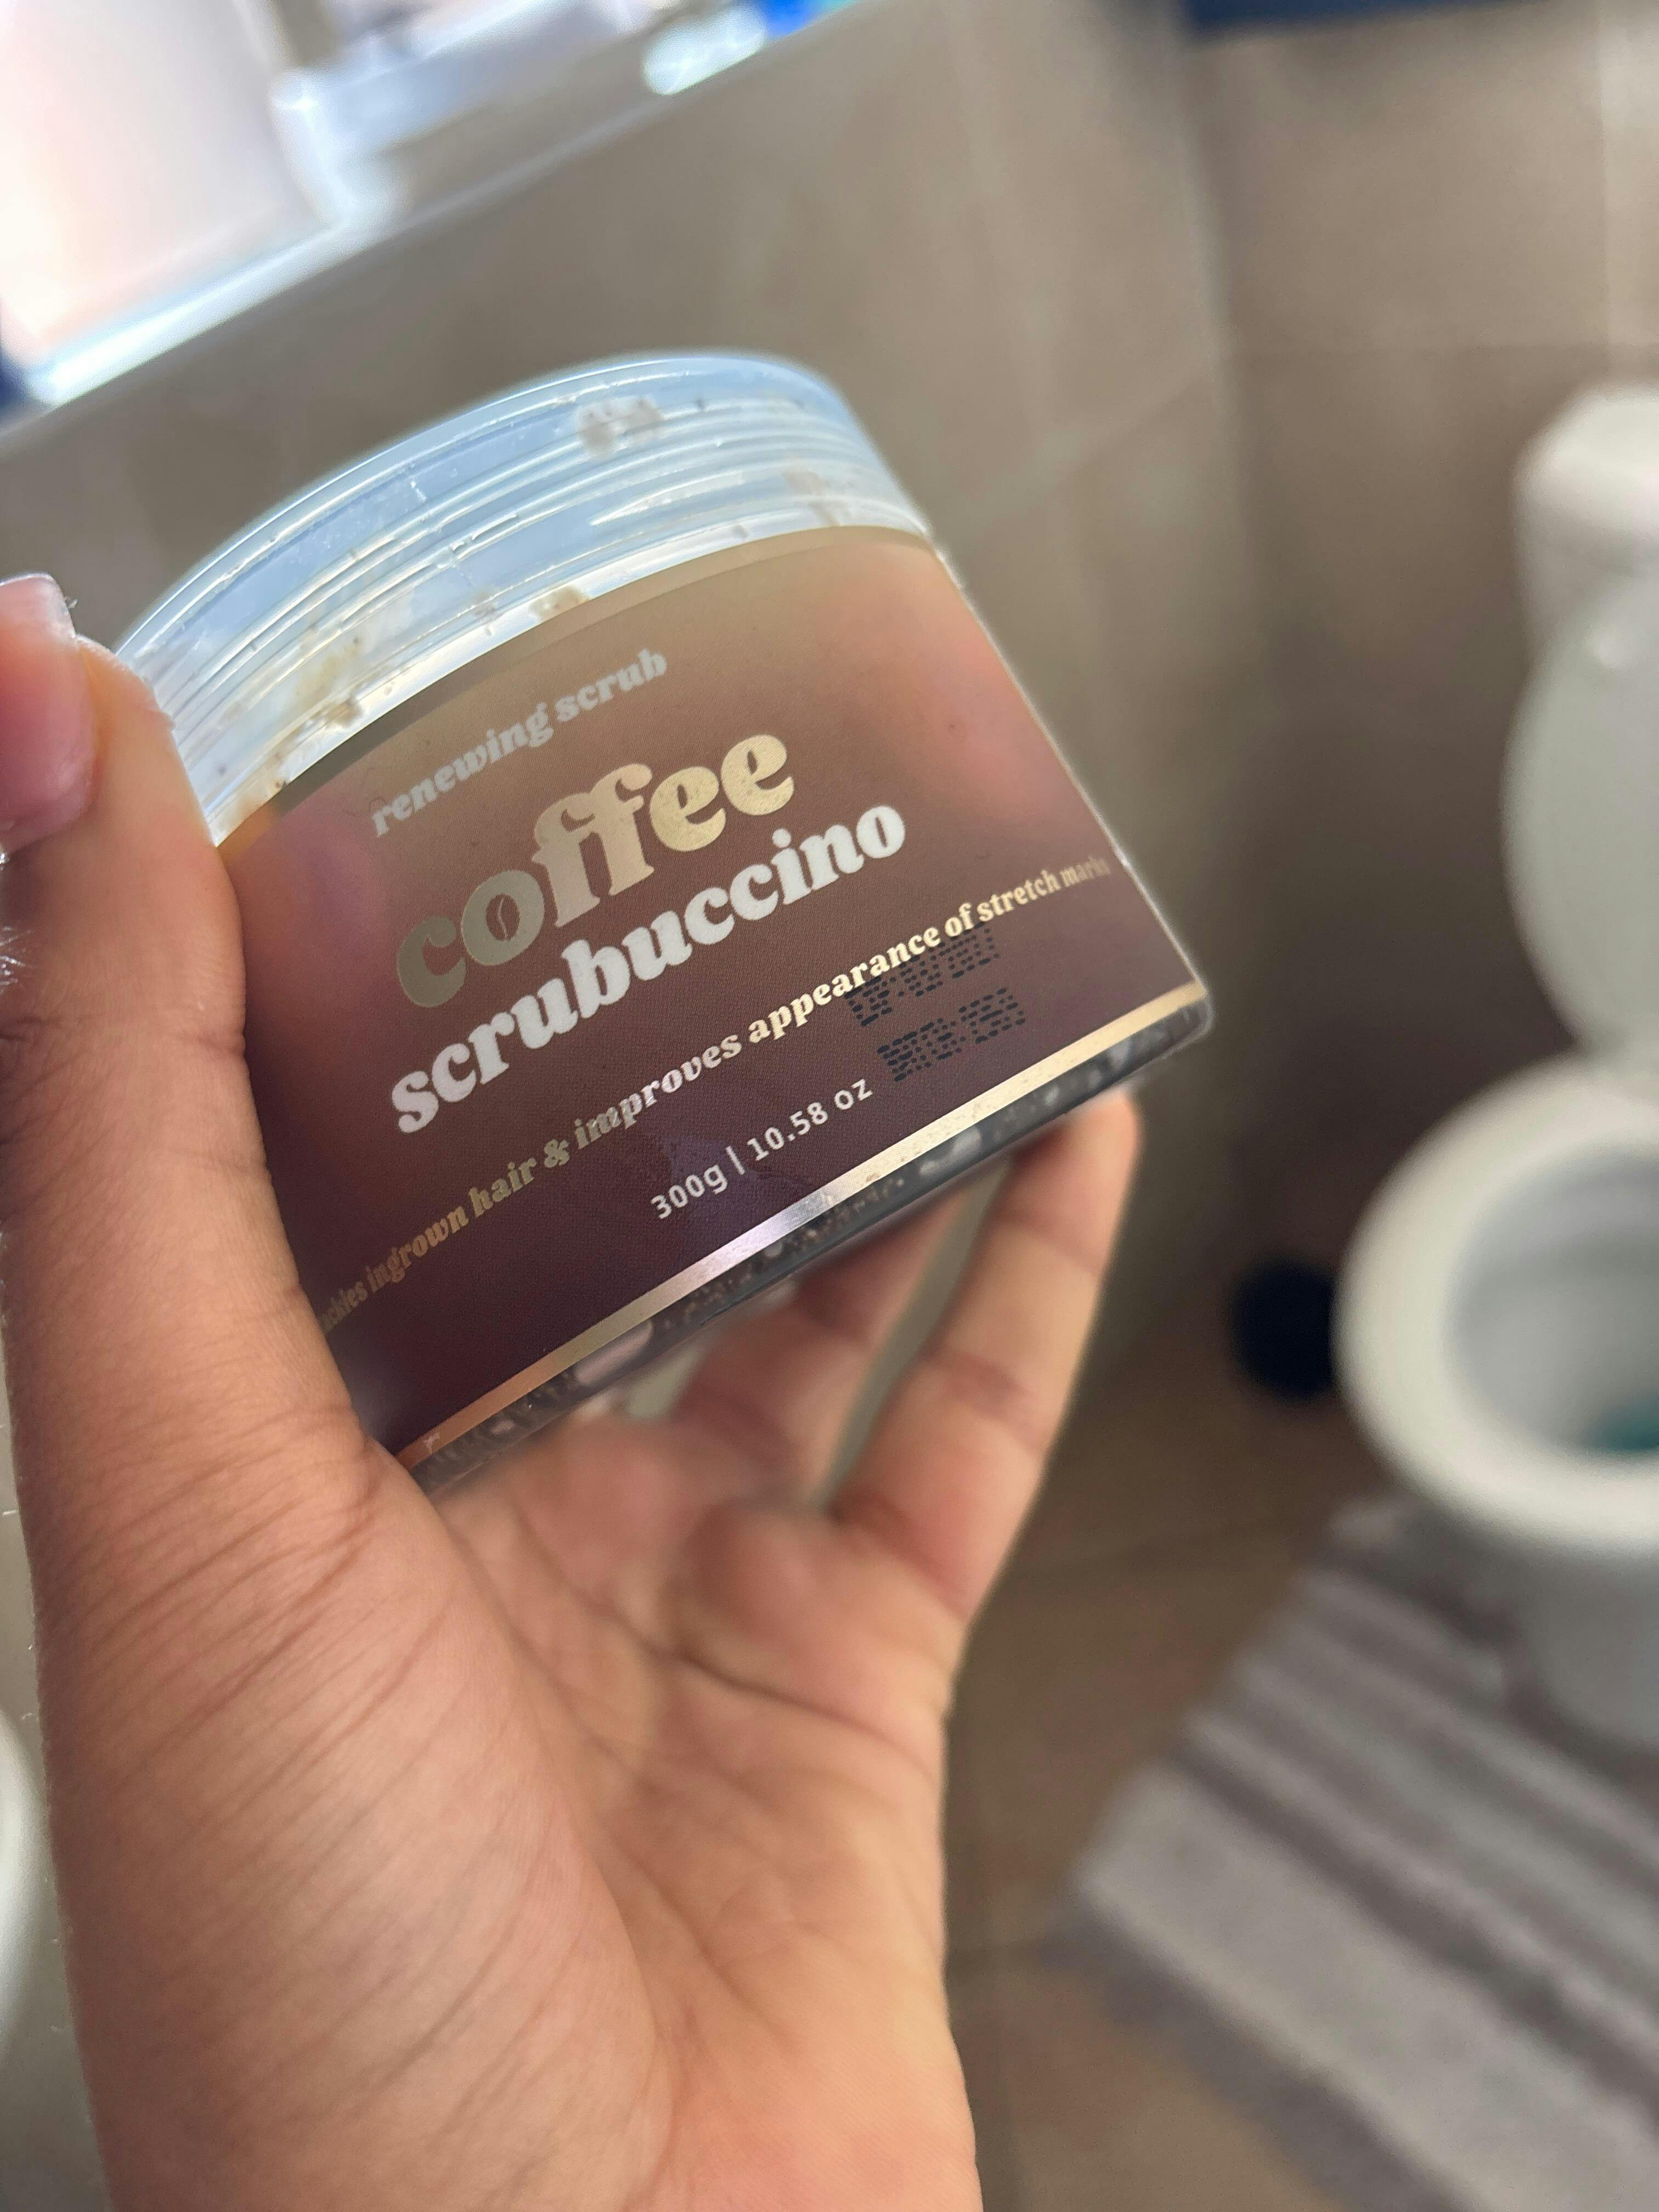 renewing scrub
coffee
scrubuccino
ingrown hair & improves appearance of stretch marks
300g | 10.58 oz